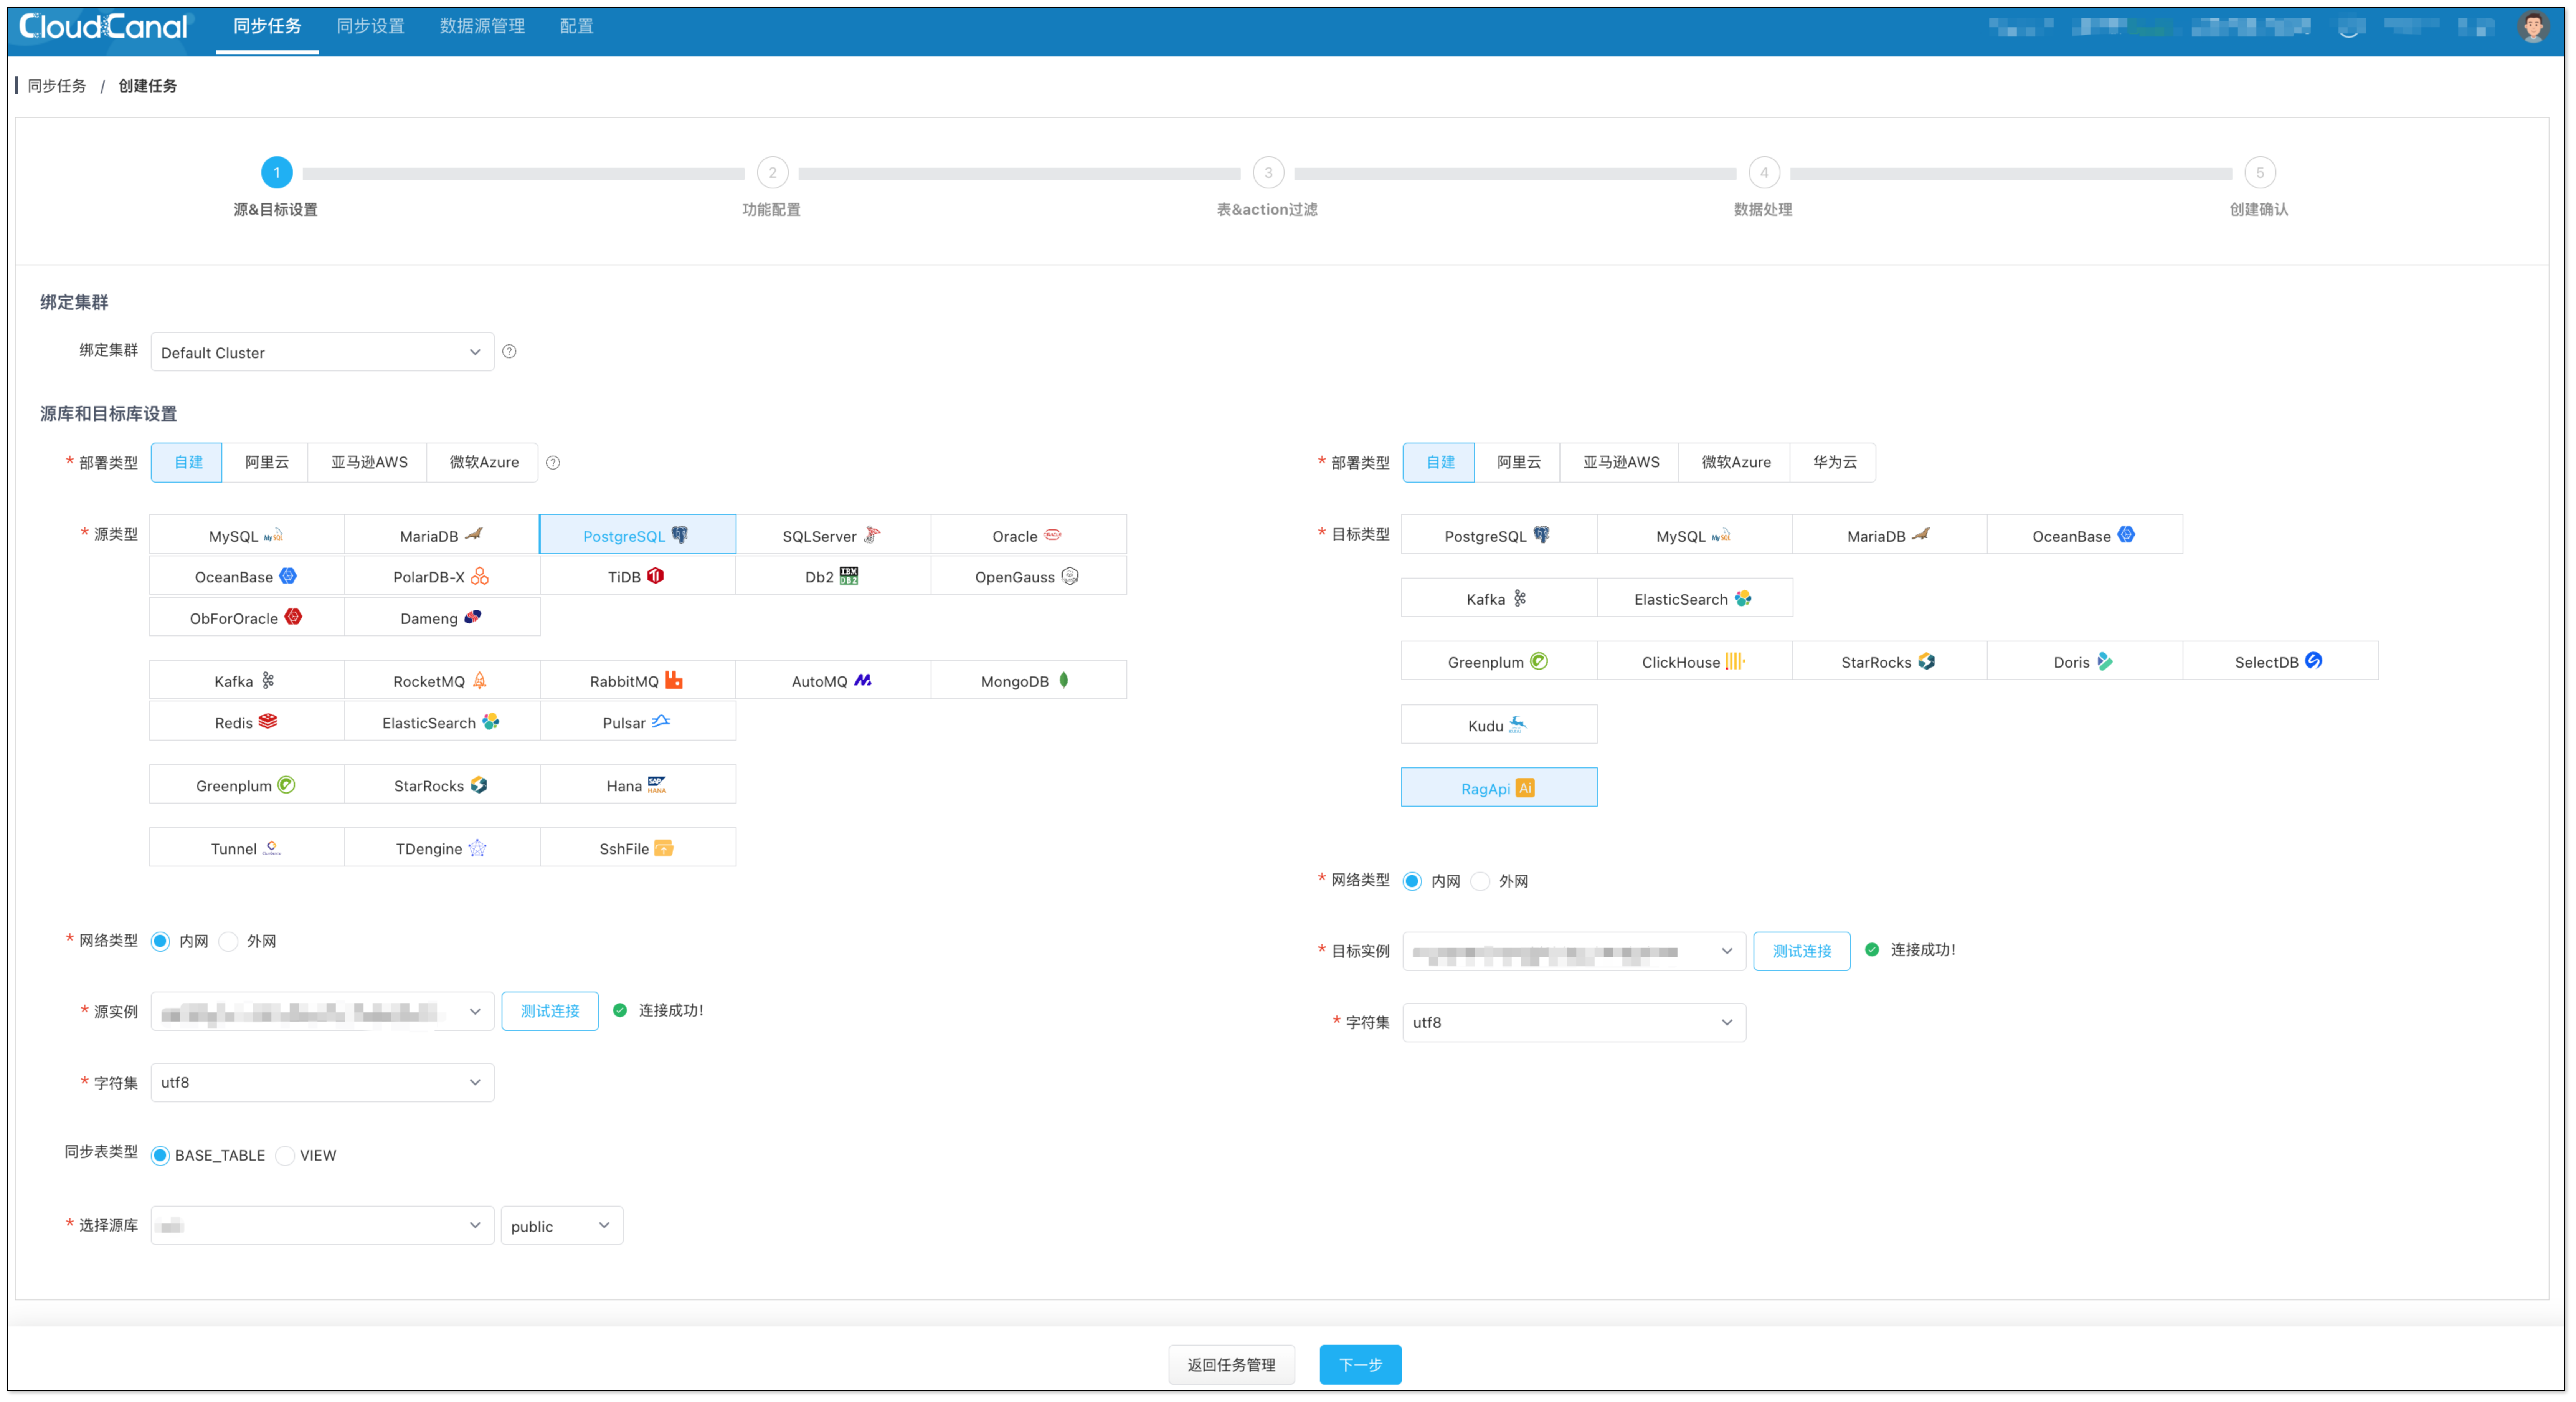 CloudCanal 同步任务 同步设置 数据源管理 配置
同步任务 / 创建任务
1 2 3 4 5
源&目标设置 功能配置 表&action过滤 数据处理 创建确认
绑定集群
绑定集群 Default Cluster ?
源库和目标库设置
* 部署类型 自建 阿里云 亚马逊AWS 微软Azure ?
* 源类型 MySQL MariaDB PostgreSQL SQLServer Oracle
OceanBase PolarDB-X TiDB Db2 OpenGauss
ObForOracle Dameng
Kafka RocketMQ RabbitMQ AutoMQ MongoDB
Redis ElasticSearch Pulsar
Greenplum StarRocks Hana
Tunnel TDengine SshFile
* 网络类型 内网 外网
* 源实例 测试连接 连接成功!
* 字符集 utf8
同步表类型 BASE_TABLE VIEW
* 选择源库 public
* 部署类型 自建 阿里云 亚马逊AWS 微软Azure 华为云
* 目标类型 PostgreSQL MySQL MariaDB OceanBase
Kafka ElasticSearch
Greenplum ClickHouse StarRocks Doris SelectDB
Kudu
RagApi Ai
* 网络类型 内网 外网
* 目标实例 测试连接 连接成功!
* 字符集 utf8
返回任务管理 下一步